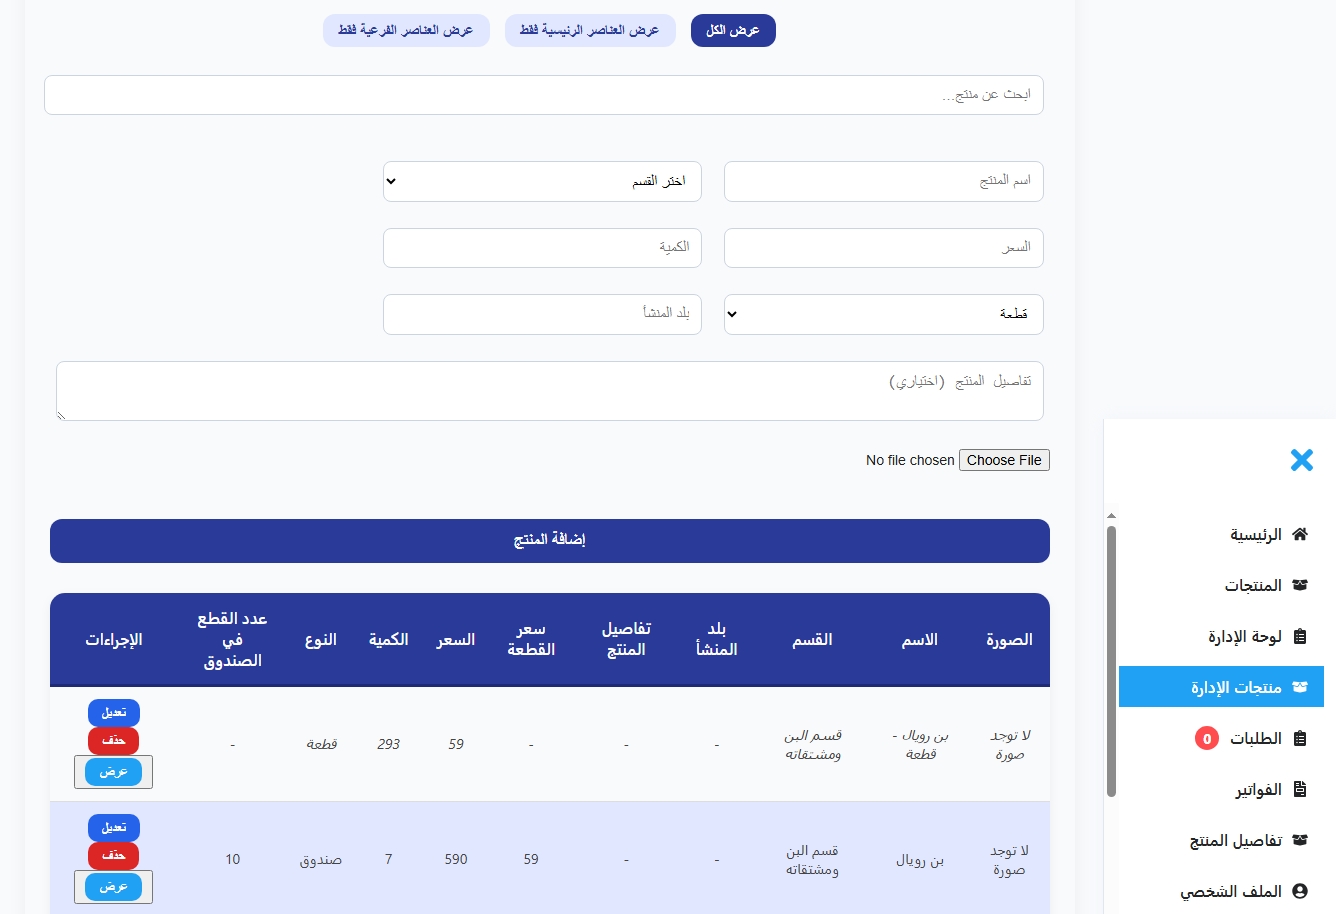 عرض الكل
عرض العناصر الرئيسية فقط
عرض العناصر الفرعية فقط
ابحث عن منتج...
اسم المنتج
اختر القسم
السعر
الكمية
قطعة
بلد المنشأ
تفاصيل المنتج (اختياري)
Choose File No file chosen
إضافة المنتج
الصورة
الاسم
القسم
بلد
المنشأ
تفاصيل
المنتج
سعر
القطعة
السعر
الكمية
النوع
عدد القطع
في
الصندوق
الإجراءات
لا توجد
صورة
بن رويال -
قطعة
قسم البن
ومشتقاته
-
-
-
59
293
قطعة
-
تعديل
حذف
عرض
لا توجد
صورة
بن رويال
قسم البن
ومشتقاته
-
-
59
590
7
صندوق
10
تعديل
حذف
عرض
الرئيسية
المنتجات
لوحة الإدارة
منتجات الإدارة
الطلبات 0
الفواتير
تفاصيل المنتج
الملف الشخصي